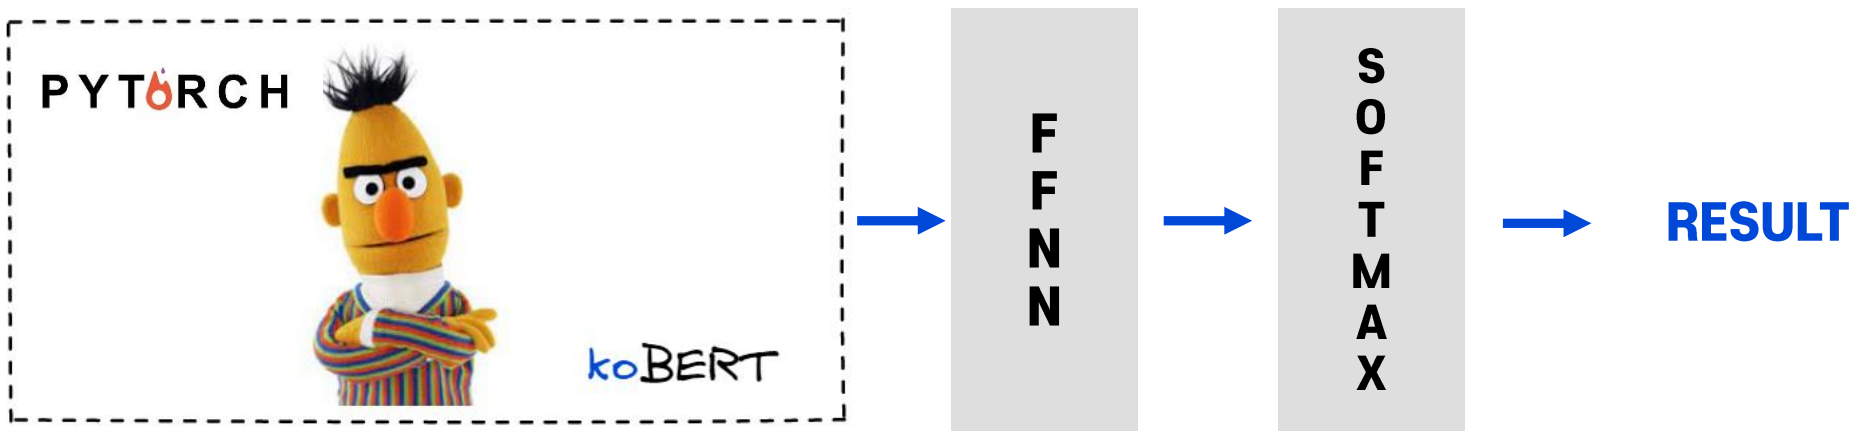 PYTORCH
koBERT
FFNN
SOFTMAX
RESULT